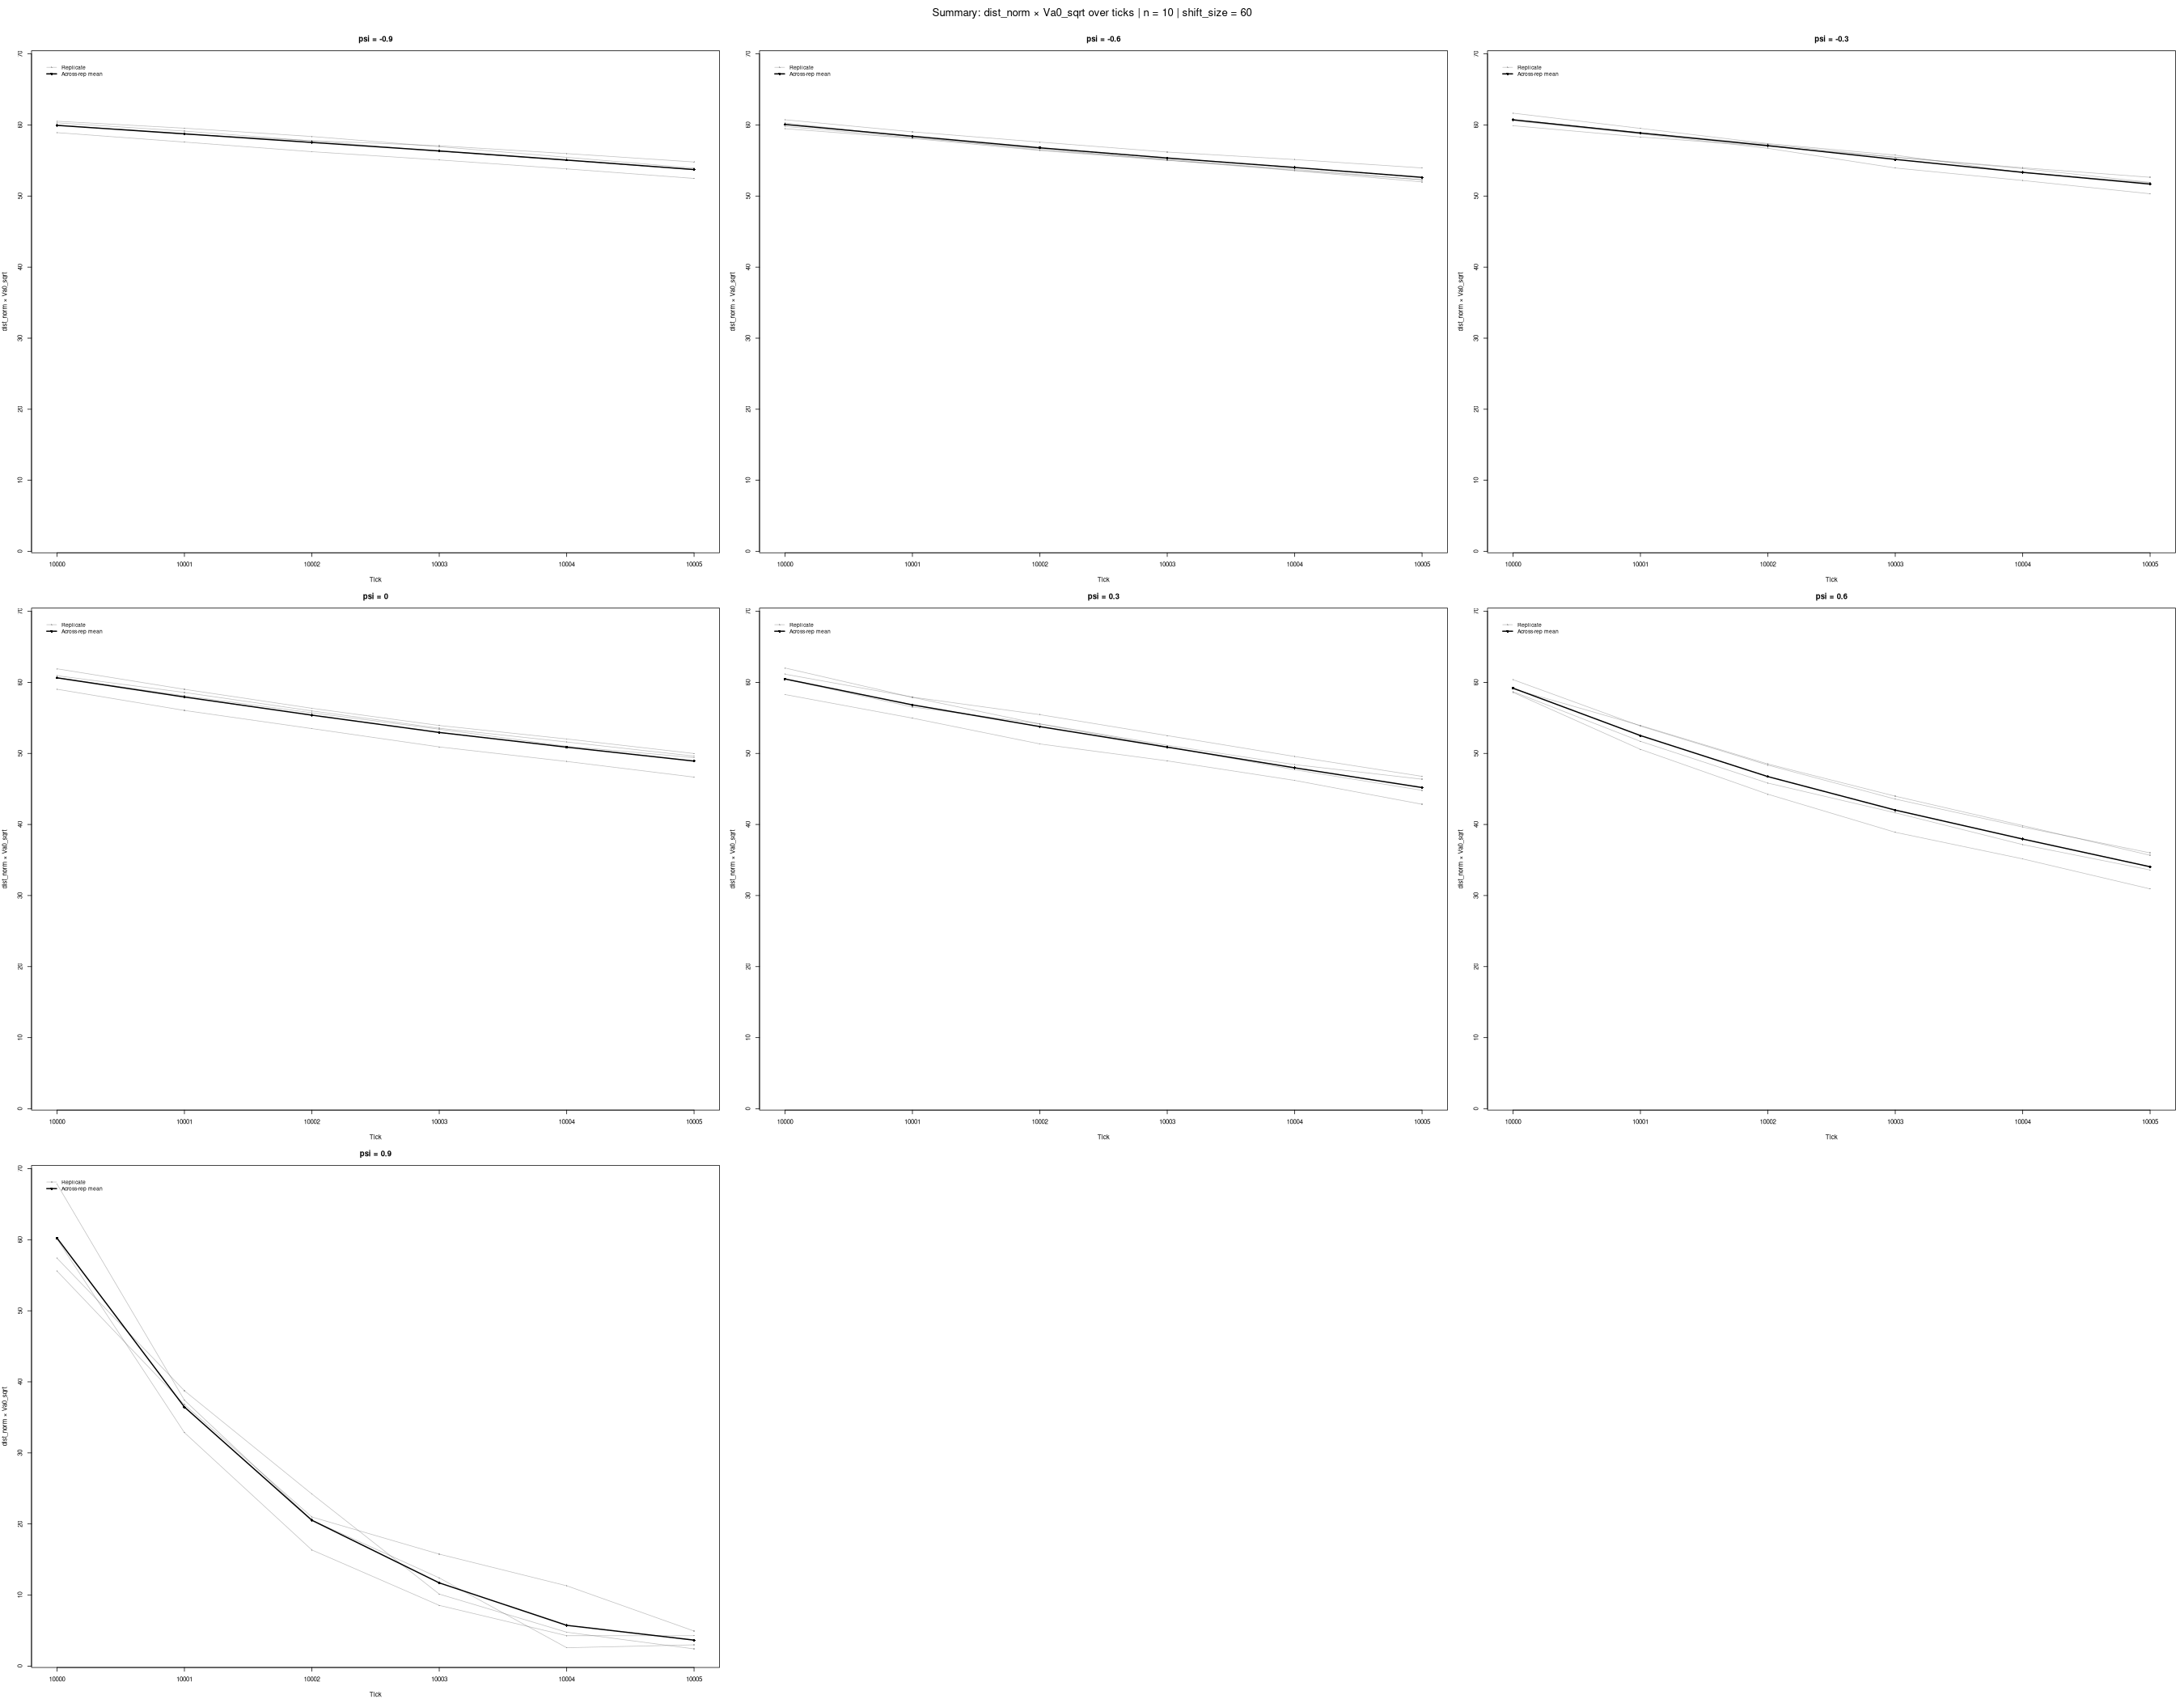 Summary: dist_norm × Va0_sqrt over ticks | n = 10 | shift_size = 60
psi = -0.9
Replicate
Across-rep mean
dist_norm × Va0_sqrt
70
60
50
40
30
20
10
0
10000 10001 10002 10003 10004 10005
Tick
psi = -0.6
Replicate
Across-rep mean
dist_norm × Va0_sqrt
70
60
50
40
30
20
10
0
10000 10001 10002 10003 10004 10005
Tick
psi = -0.3
Replicate
Across-rep mean
dist_norm × Va0_sqrt
70
60
50
40
30
20
10
0
10000 10001 10002 10003 10004 10005
Tick
psi = 0
Replicate
Across-rep mean
dist_norm × Va0_sqrt
70
60
50
40
30
20
10
0
10000 10001 10002 10003 10004 10005
Tick
psi = 0.3
Replicate
Across-rep mean
dist_norm × Va0_sqrt
70
60
50
40
30
20
10
0
10000 10001 10002 10003 10004 10005
Tick
psi = 0.6
Replicate
Across-rep mean
dist_norm × Va0_sqrt
70
60
50
40
30
20
10
0
10000 10001 10002 10003 10004 10005
Tick
psi = 0.9
Replicate
Across-rep mean
dist_norm × Va0_sqrt
70
60
50
40
30
20
10
0
10000 10001 10002 10003 10004 10005
Tick